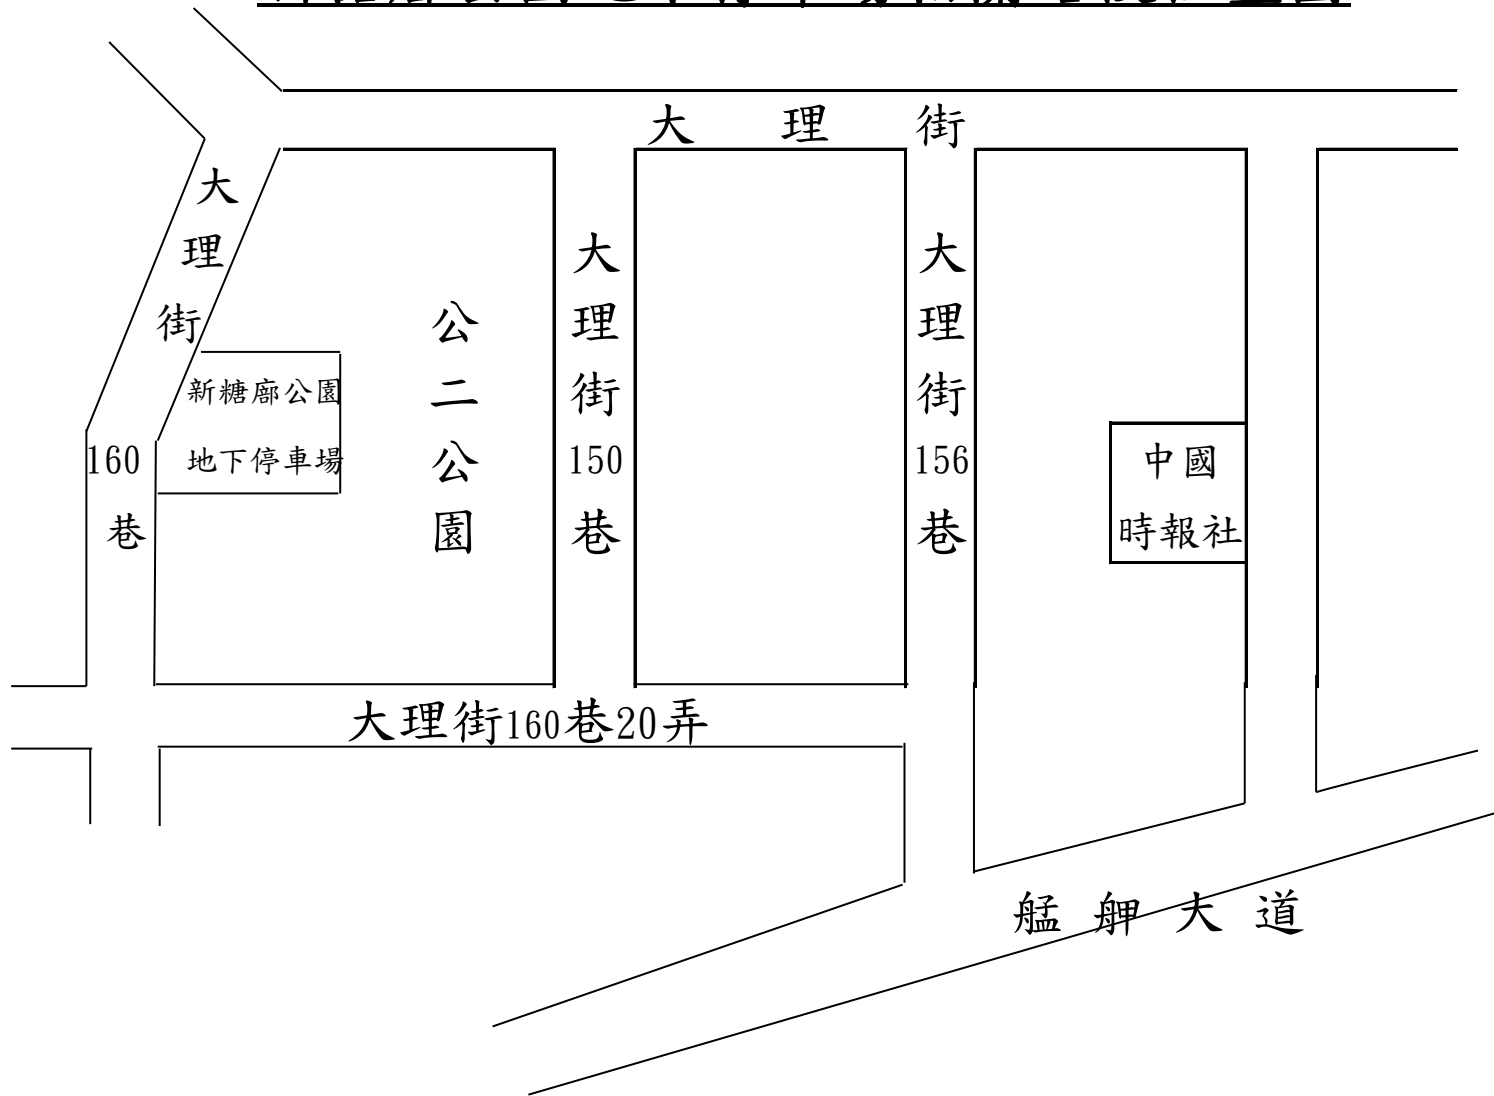 大理街
大理街160巷
新糖廍公園
地下停車場
公二公園
大理街150巷
大理街156巷
中國
時報社
大理街160巷20弄
艋舺大道